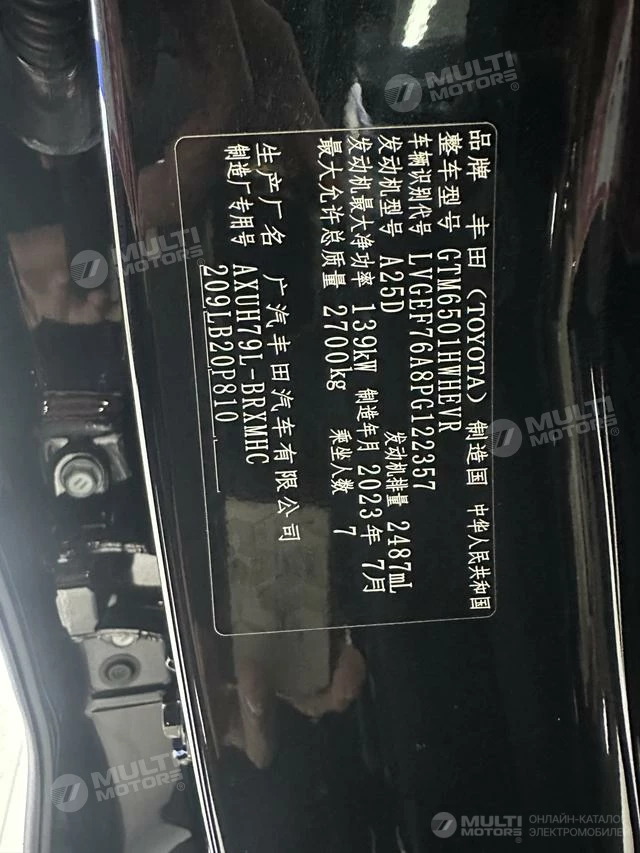 品牌 丰田（TOYOTA） 制造国 中华人民共和国
整车型号 GTM6501HWHEVR
车辆识别代号 LVGEF76A8PG122357
发动机型号 A25D 发动机排量 2487mL
发动机最大净功率 139kW 制造年月 2023年 7月
最大允许总质量 2700kg 乘坐人数 7
生产厂名 广汽丰田汽车有限公司
制造厂专用号 AXUH79L-BRXMHC
209LB20P810
MULTI MOTORS®
MULTI MOTORS®
MULTI MOTORS®
MULTI MOTORS®
MULTI MOTORS®
ОНЛАЙН-КАТАЛОГ
ЭЛЕКТРОМОБИЛЕЙ